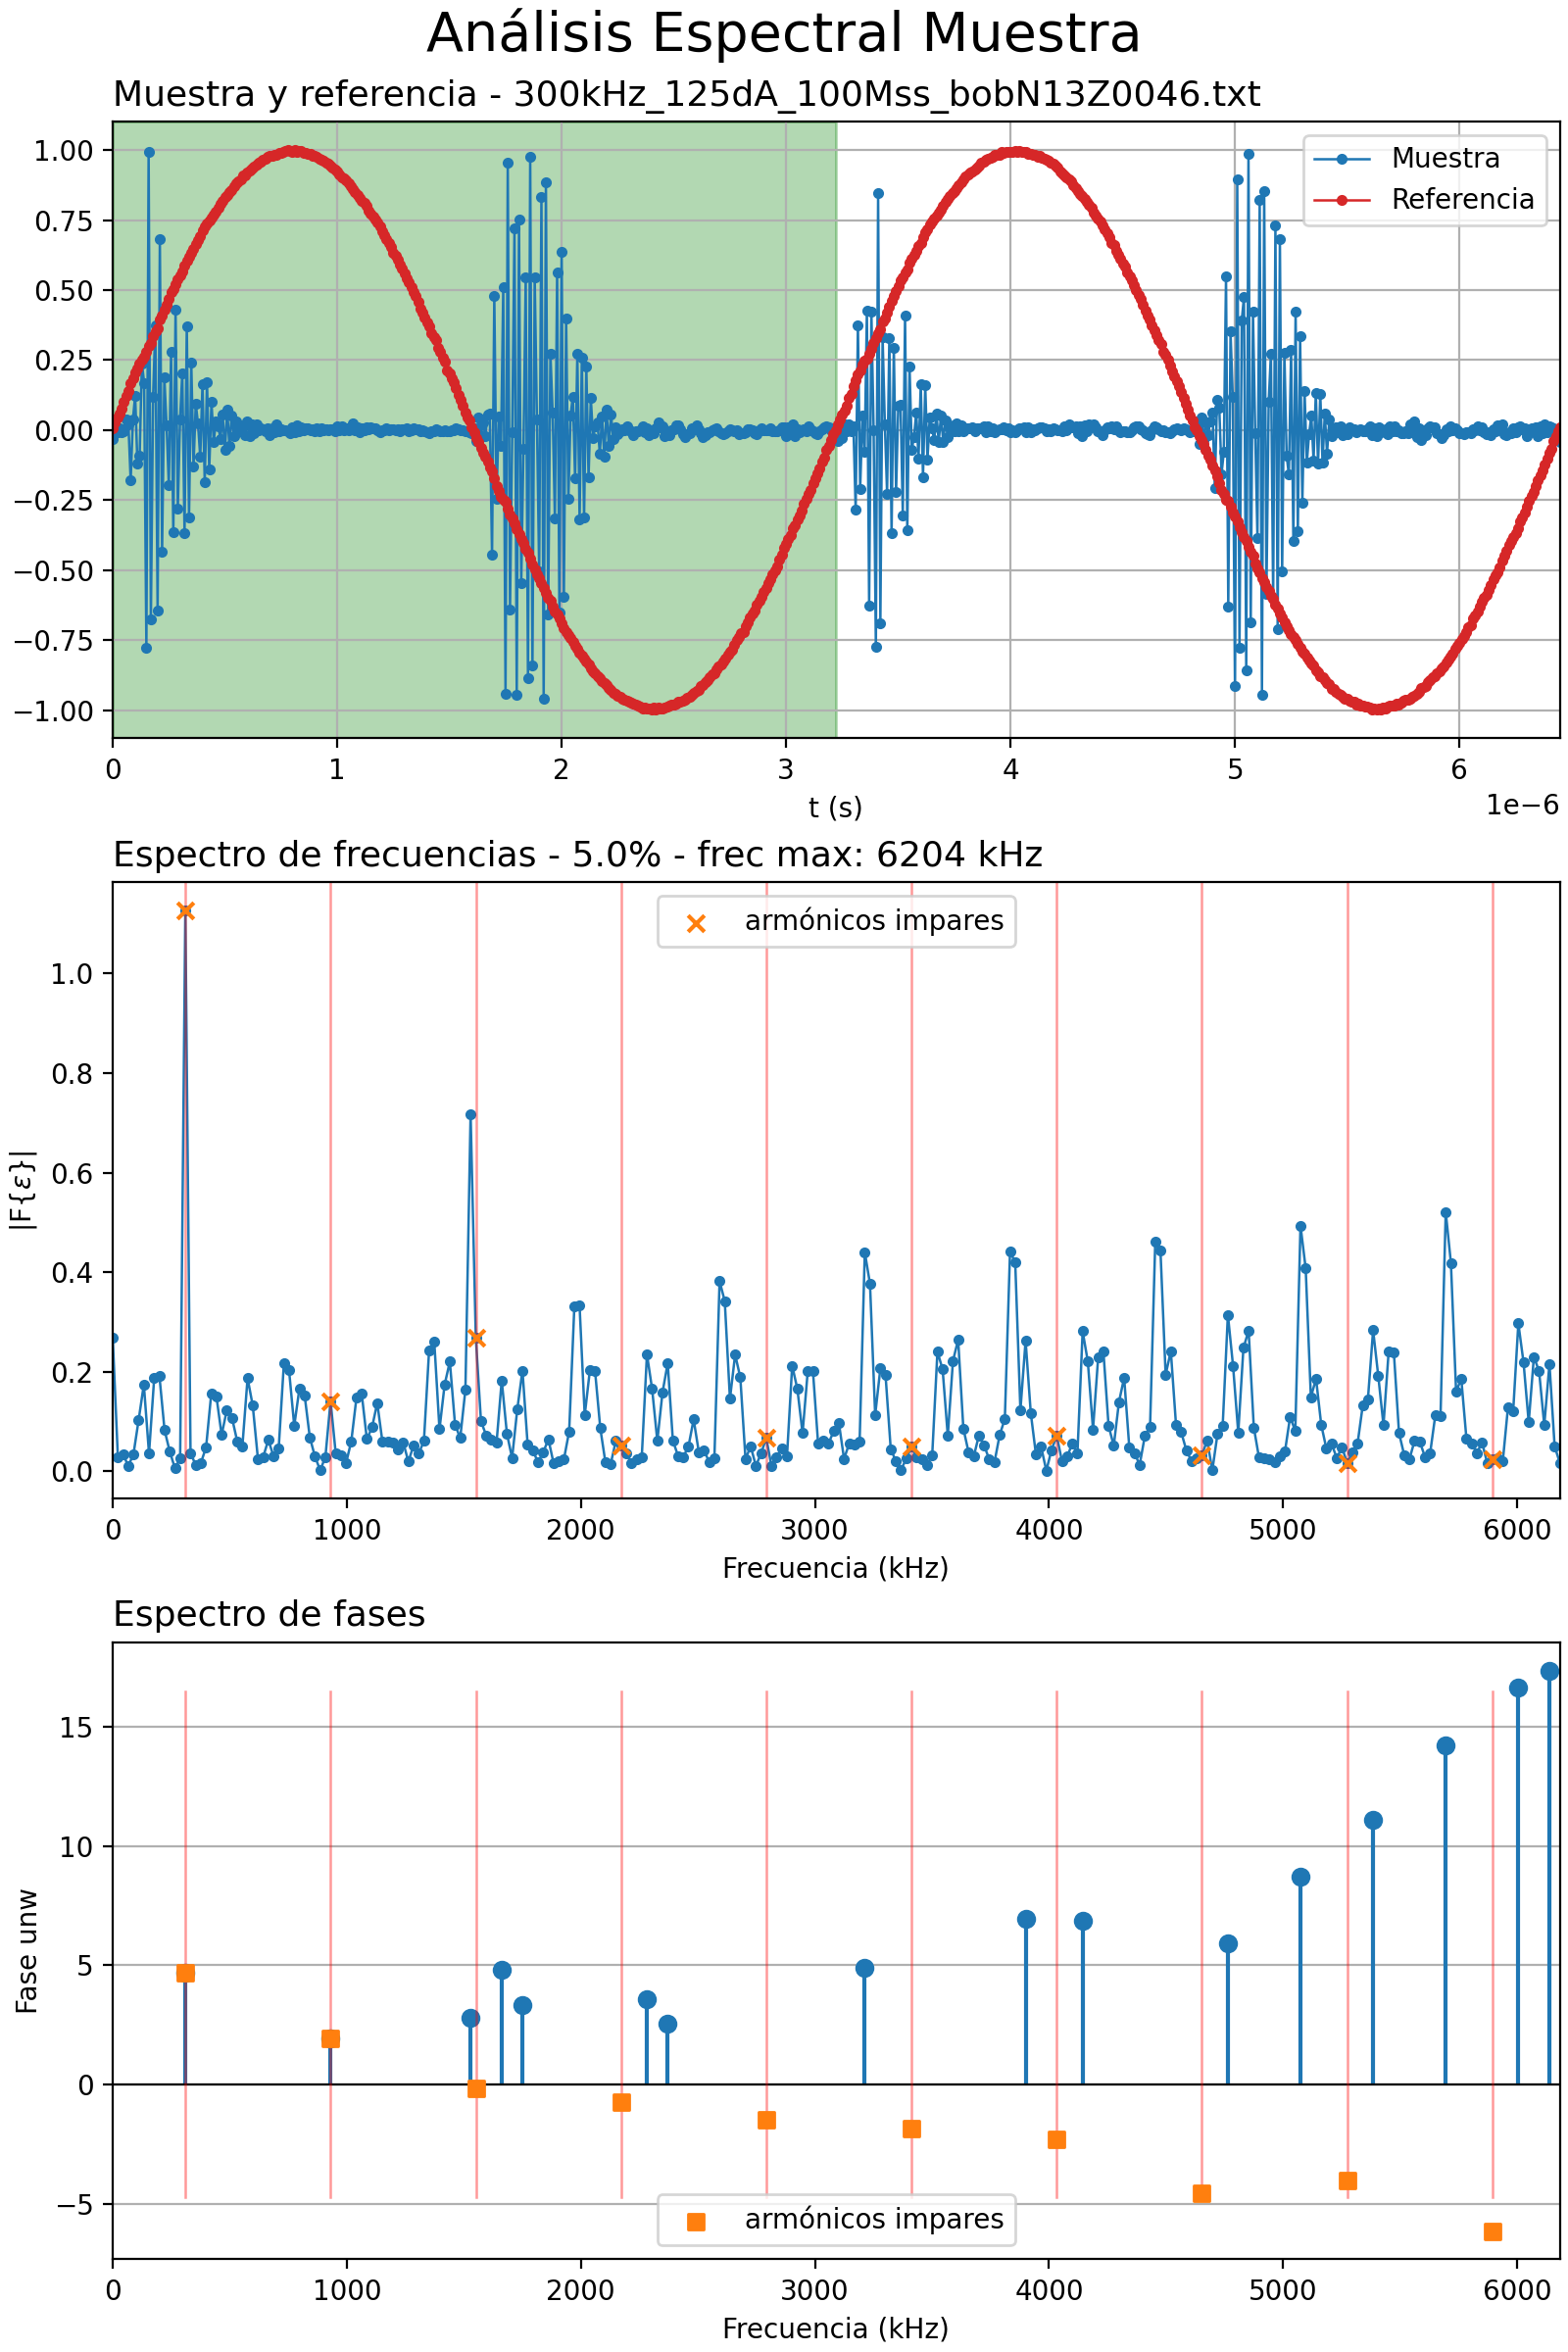 Análisis Espectral Muestra
Muestra y referencia - 300kHz_125dA_100Mss_bobN13Z0046.txt
1.00
0.75
0.50
0.25
0.00
−0.25
−0.50
−0.75
−1.00
Muestra
Referencia
0 1 2 3 4 5 6
t (s)
1e−6
Espectro de frecuencias - 5.0% - frec max: 6204 kHz
armónicos impares
|F{ε}|
1.0
0.8
0.6
0.4
0.2
0.0
0 1000 2000 3000 4000 5000 6000
Frecuencia (kHz)
Espectro de fases
Fase unw
15
10
5
0
−5
armónicos impares
0 1000 2000 3000 4000 5000 6000
Frecuencia (kHz)